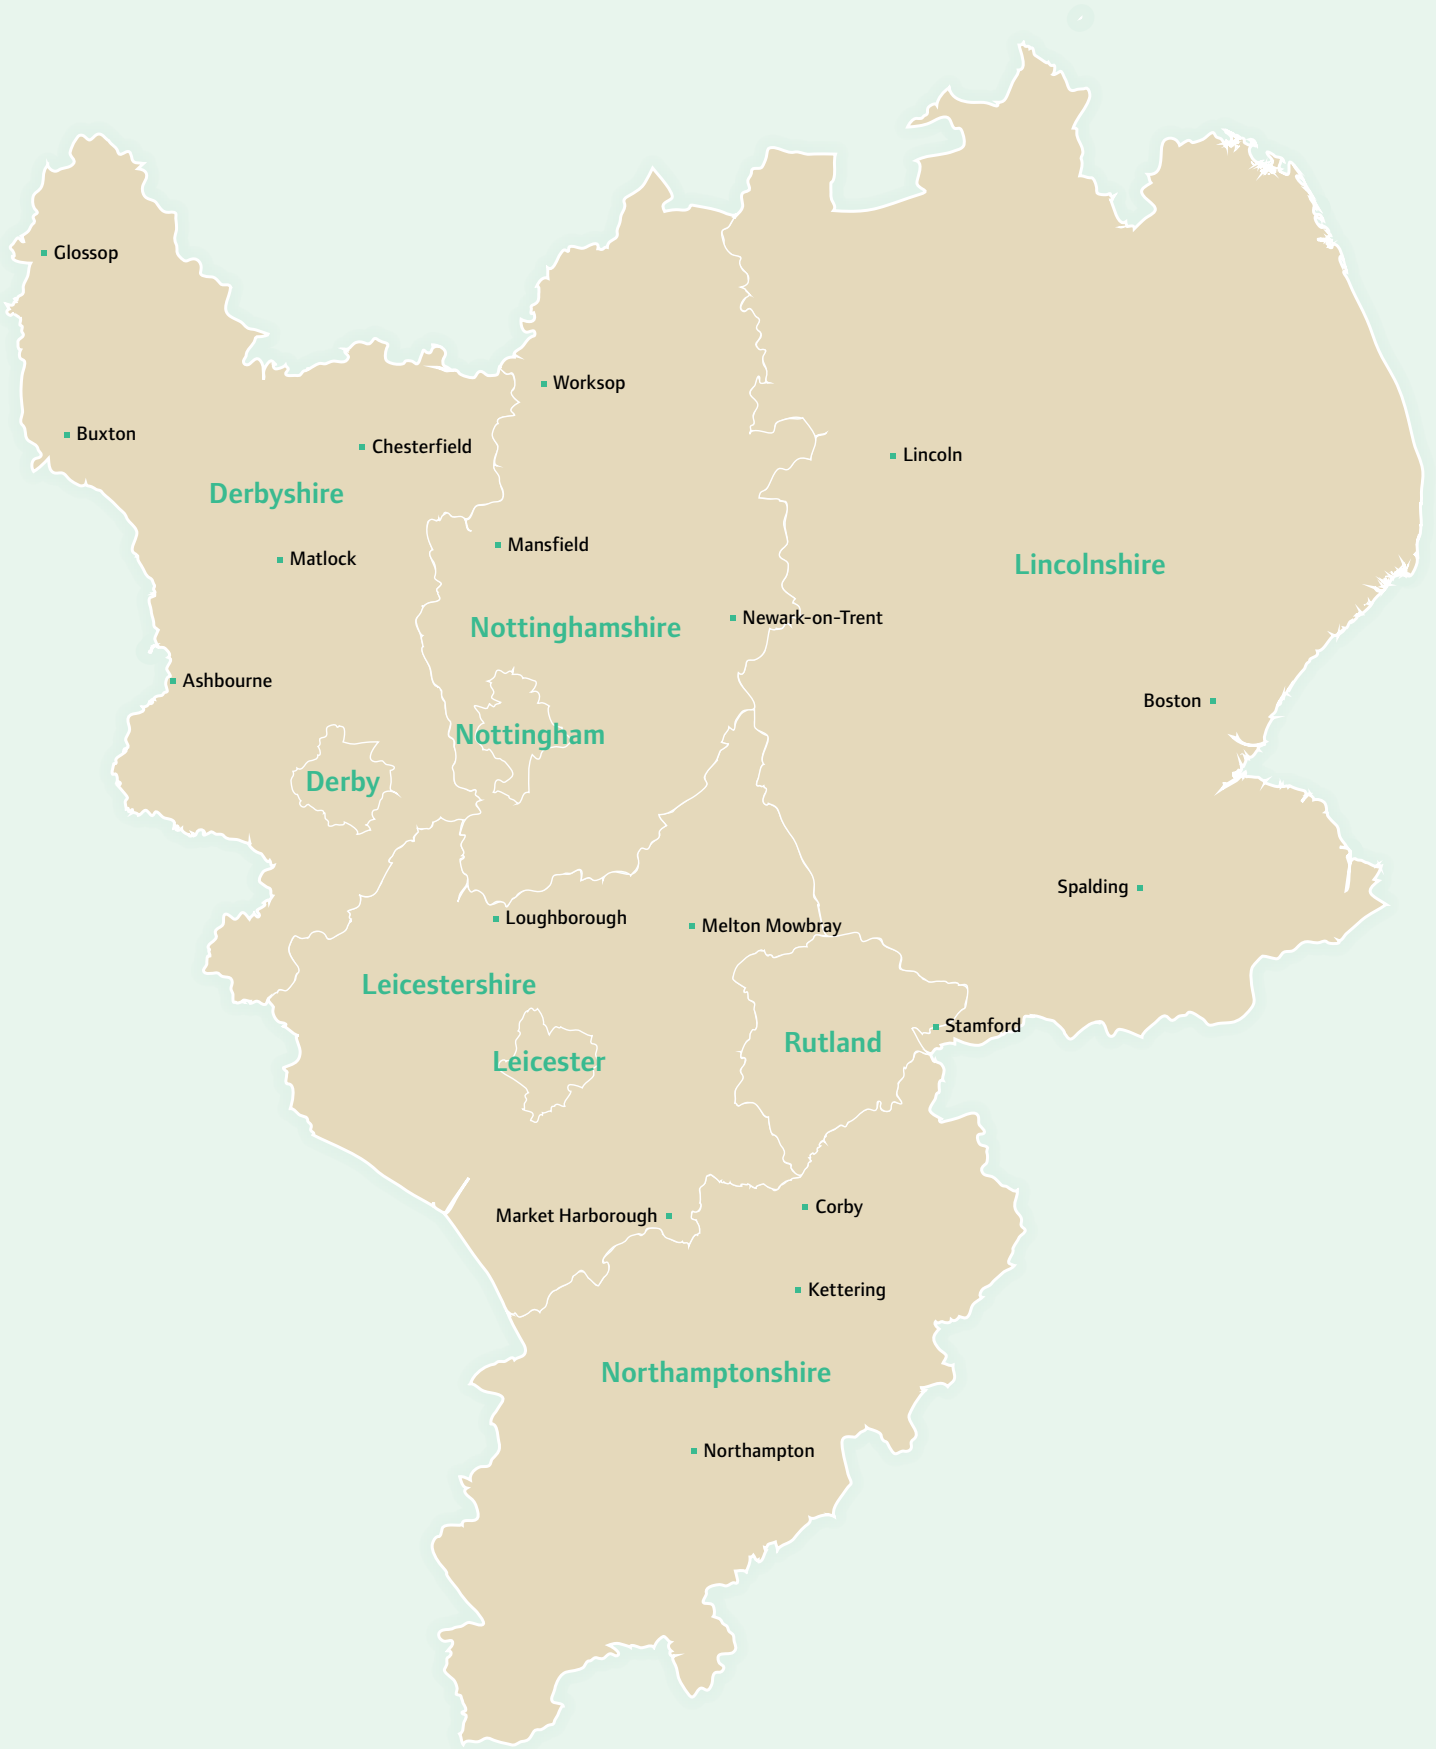 Glossop
Worksop
Buxton
Chesterfield
Lincoln
Derbyshire
Mansfield
Matlock
Lincolnshire
Newark-on-Trent
Nottinghamshire
Ashbourne
Boston
Nottingham
Derby
Spalding
Loughborough
Melton Mowbray
Leicestershire
Stamford
Rutland
Leicester
Corby
Market Harborough
Kettering
Northamptonshire
Northampton